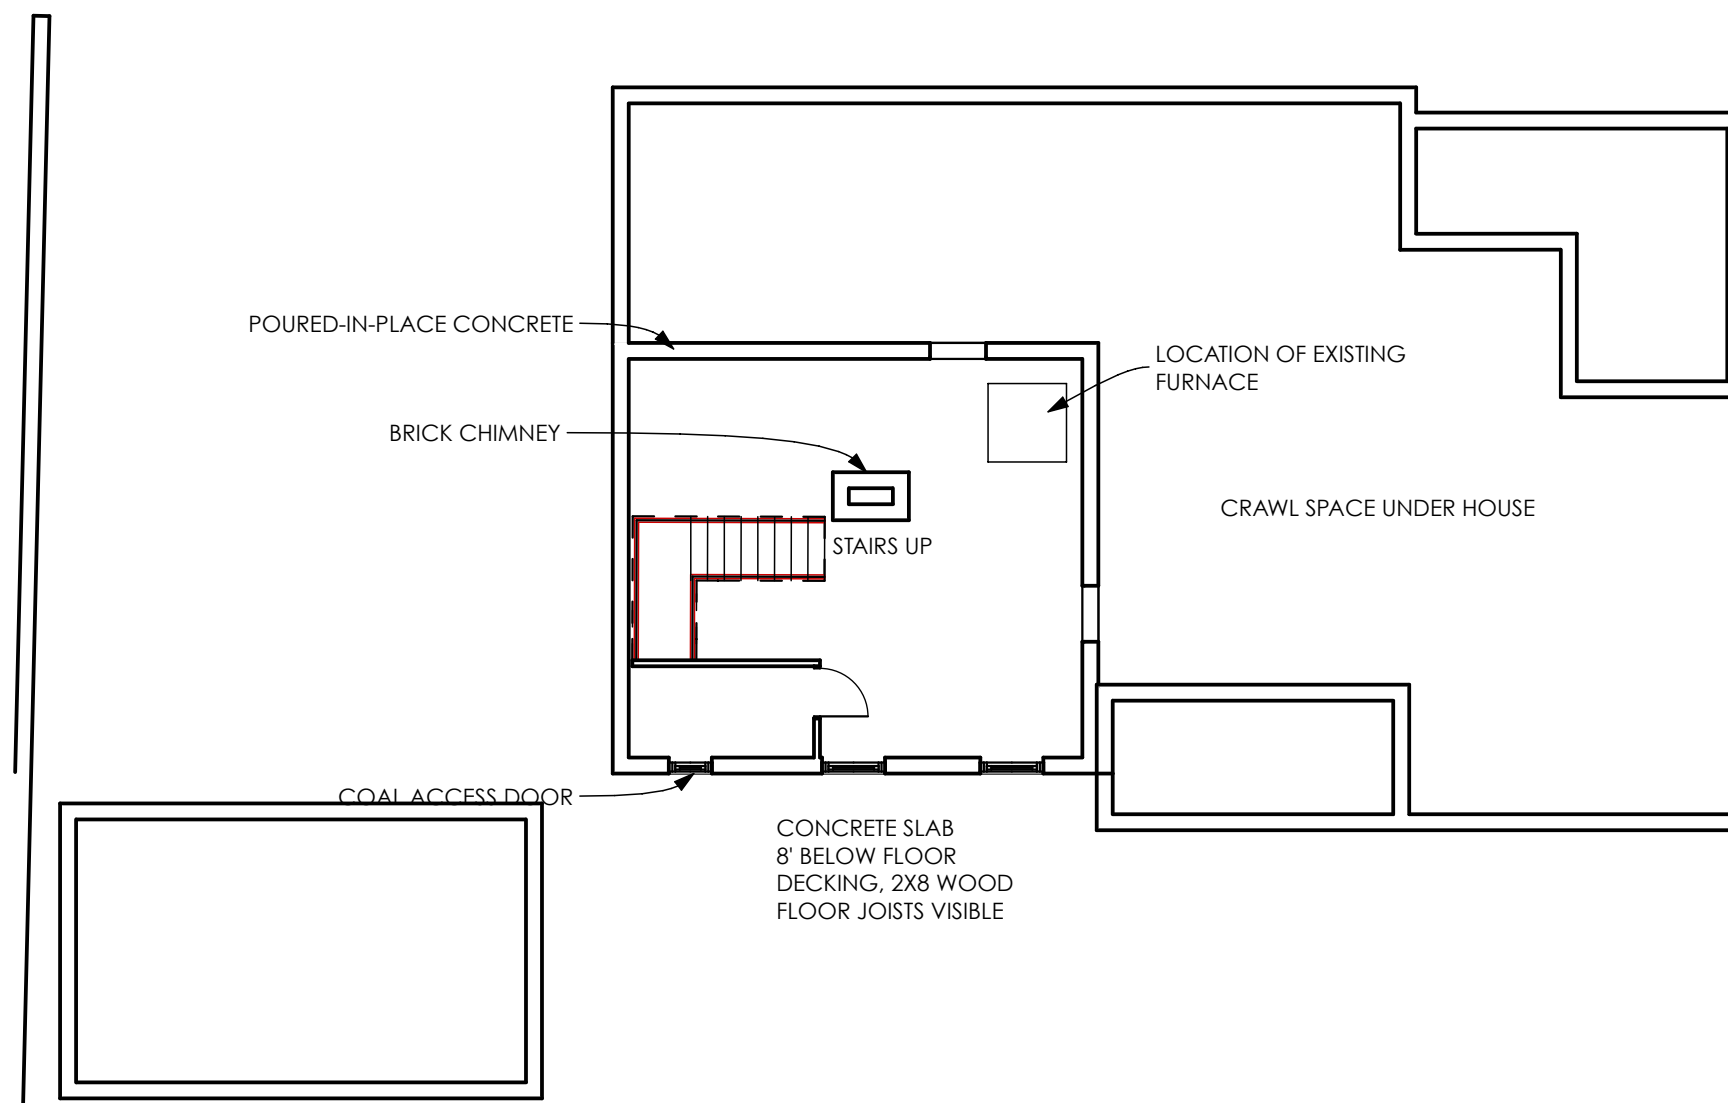 POURED-IN-PLACE CONCRETE
LOCATION OF EXISTING
FURNACE
BRICK CHIMNEY
CRAWL SPACE UNDER HOUSE
STAIRS UP
COAL ACCESS DOOR
CONCRETE SLAB
8' BELOW FLOOR
DECKING, 2X8 WOOD
FLOOR JOISTS VISIBLE